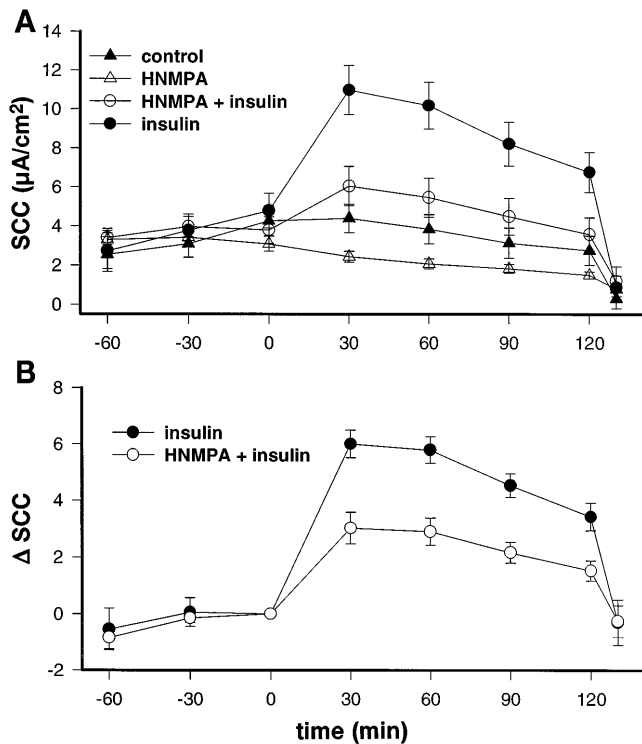 A
14
12
10
8
6
4
2
0
SCC (μA/cm²)
control
HNMPA
HNMPA + insulin
insulin
-60 -30 0 30 60 90 120
B
8
6
4
2
0
-2
Δ SCC
insulin
HNMPA + insulin
-60 -30 0 30 60 90 120
time (min)